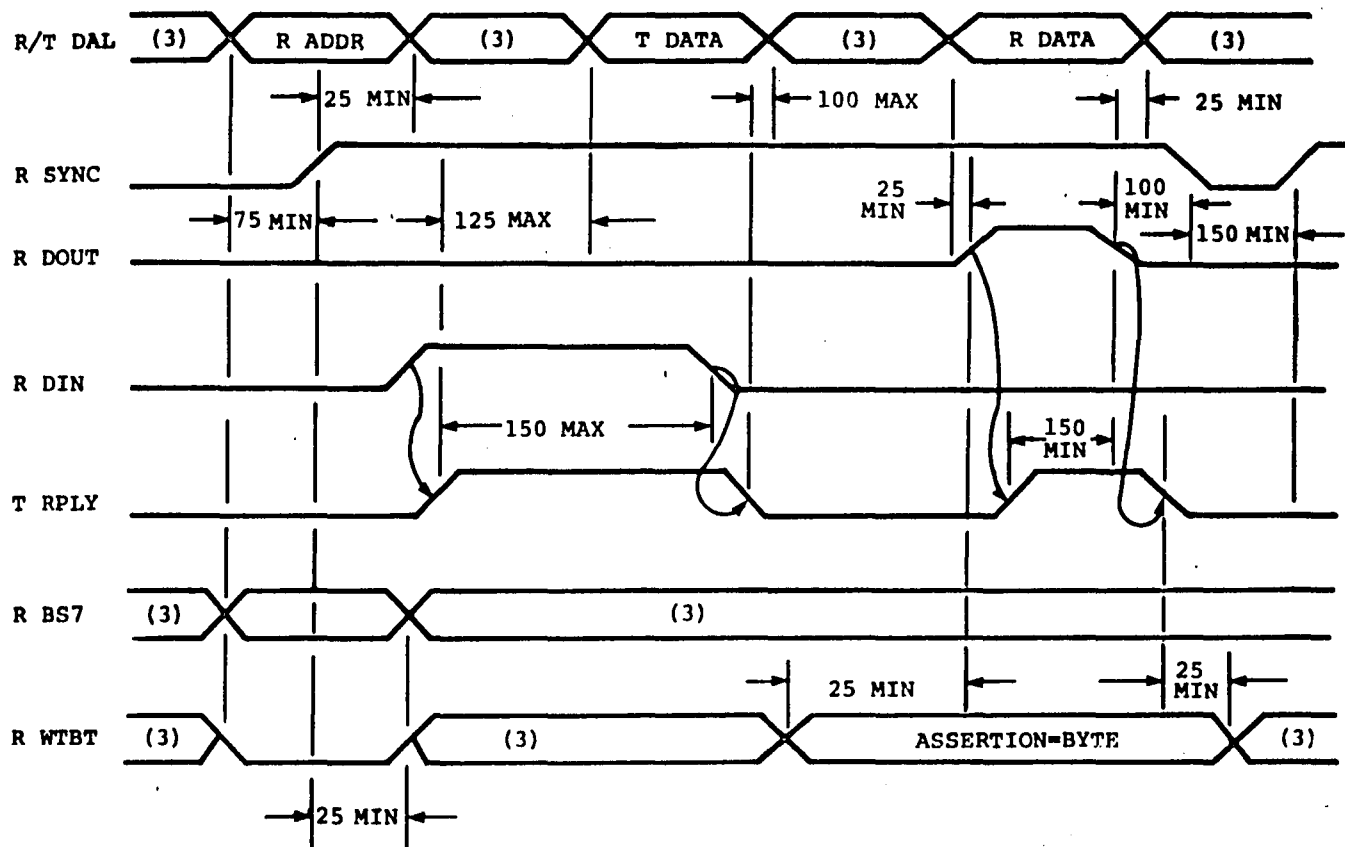 R/T DAL (3) R ADDR (3) T DATA (3) R DATA (3)
25 MIN 100 MAX 25 MIN
R SYNC
25 MIN 100 MIN
75 MIN 125 MAX 150 MIN
R DOUT
R DIN
150 MAX 150 MIN
T RPLY
R BS7 (3) (3)
25 MIN 25 MIN
R WTBT (3) (3) ASSERTION=BYTE (3)
25 MIN